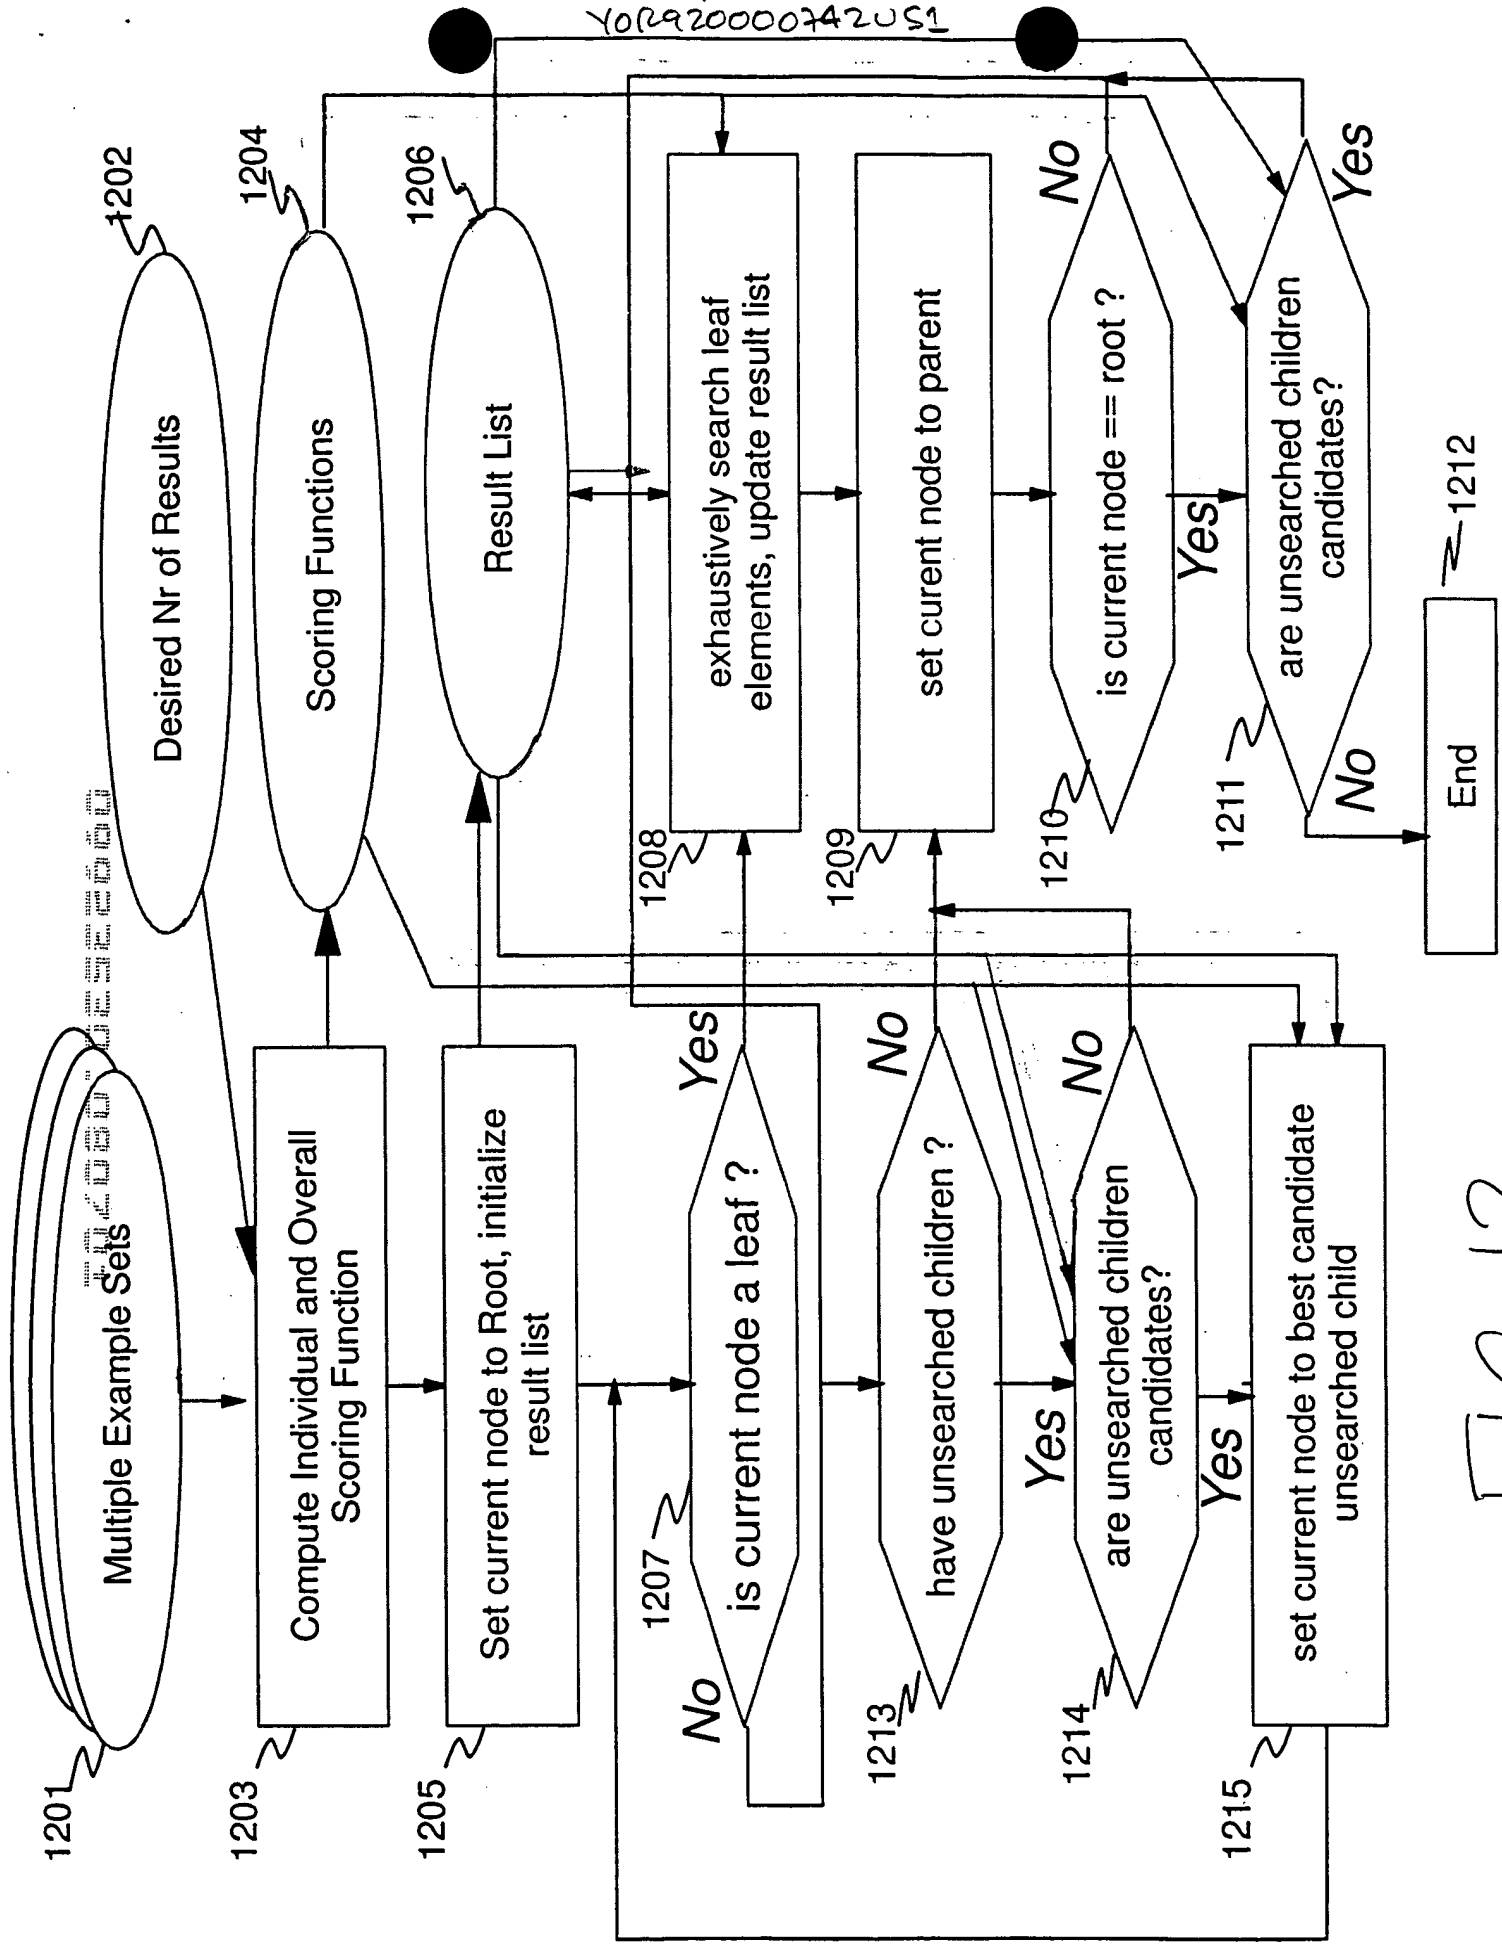 YOR920000742US1
1201
Multiple Example Sets
1202
Desired Nr of Results
1203
Compute Individual and Overall
Scoring Function
1204
Scoring Functions
1205
Set current node to Root, initialize
result list
1206
Result List
1207
is current node a leaf ?
No
Yes
1208
exhaustively search leaf
elements, update result list
1213
have unsearched children ?
No
Yes
1209
set curent node to parent
1214
are unsearched children
candidates?
No
Yes
1210
is current node == root ?
No
Yes
1215
set current node to best candidate
unsearched child
1211
are unsearched children
candidates?
Yes
No
1212
End